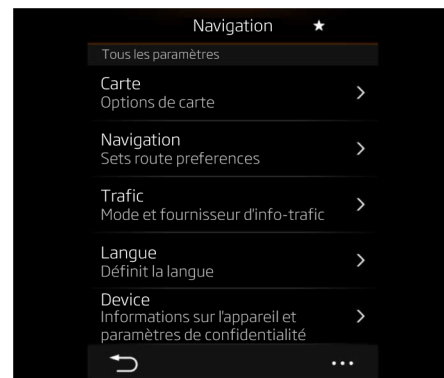 Navigation
Tous les paramètres
Carte
Options de carte
Navigation
Sets route preferences
Trafic
Mode et fournisseur d'info-trafic
Langue
Définit la langue
Device
Informations sur l'appareil et
paramètres de confidentialité